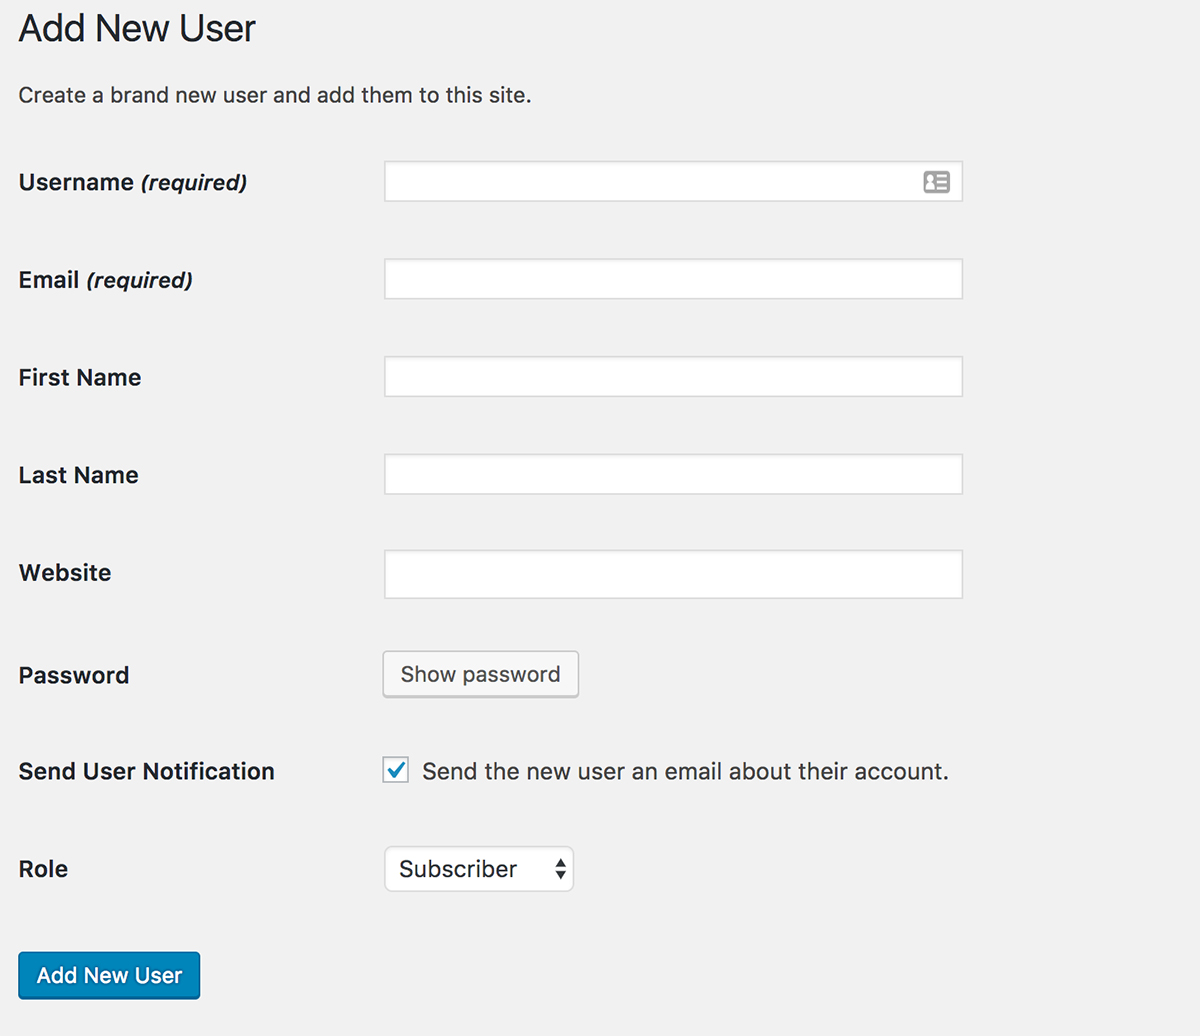 Add New User
Create a brand new user and add them to this site.
Username (required)
Email (required)
First Name
Last Name
Website
Password Show password
Send User Notification Send the new user an email about their account.
Role Subscriber
Add New User